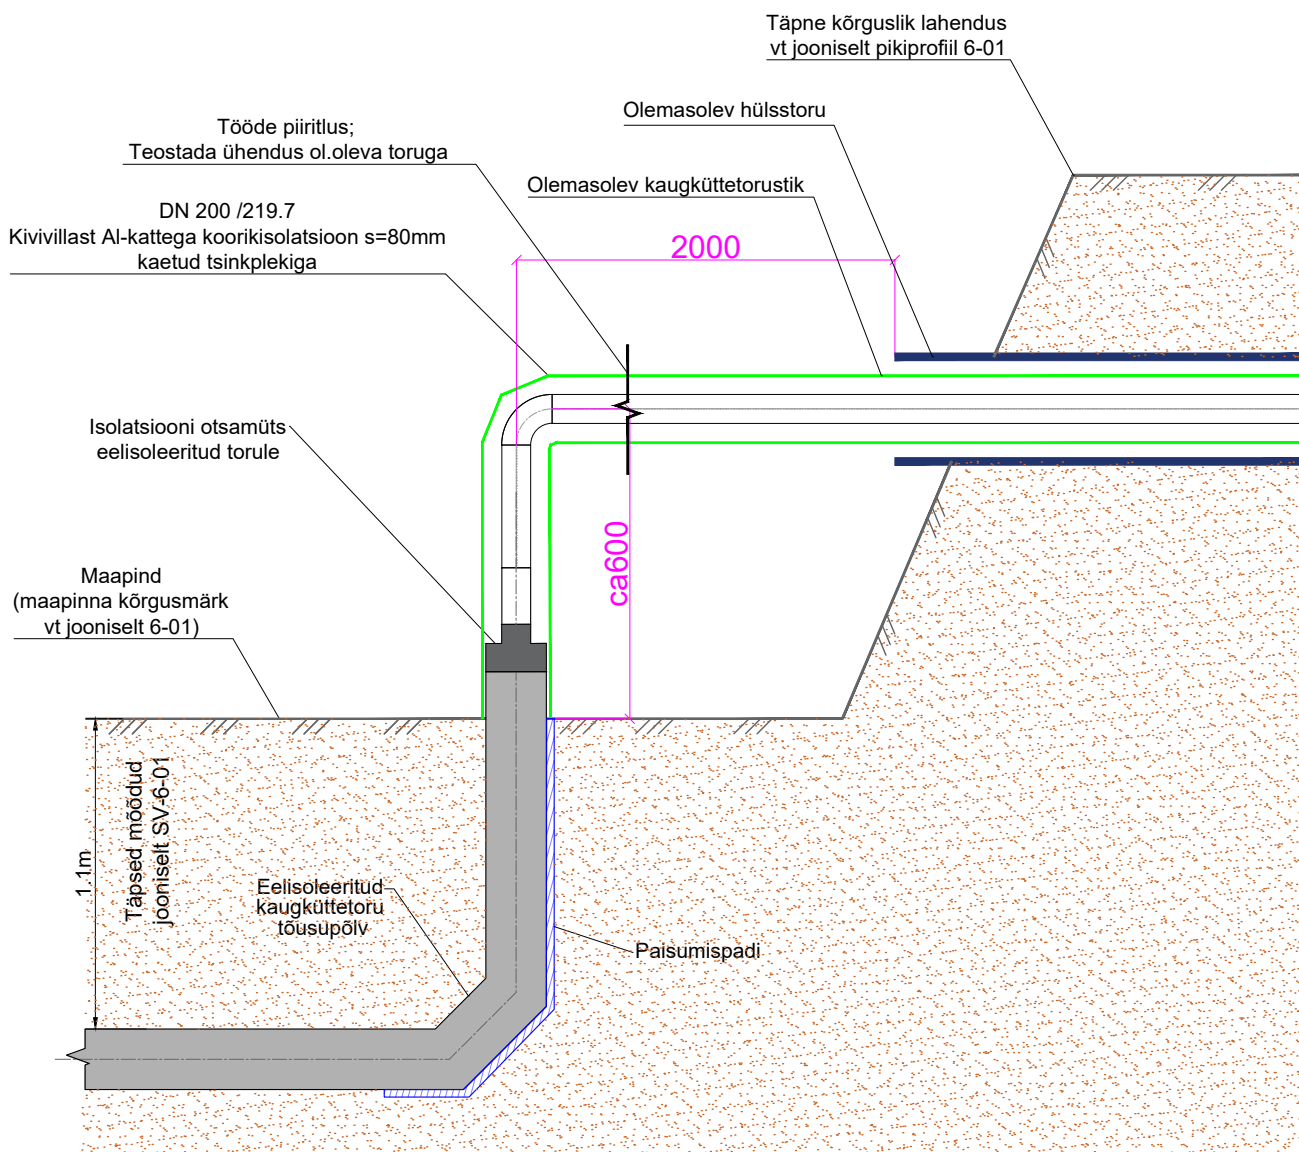 Täpne kõrguslik lahendus
vt jooniselt pikiprofiil 6-01
Olemasolev hülsstoru
Tööde piiritlus;
Teostada ühendus ol.oleva toruga
Olemasolev kaugküttetorustik
DN 200 /219.7
Kivivillast Al-kattega koorikisolatsioon s=80mm
kaetud tsinkplekiga
2000
Isolatsiooni otsamüts
eelisoleeritud torule
ca600
Maapind
(maapinna kõrgusmärk
vt jooniselt 6-01)
1.1m
Täpsed mõõdud
jooniselt SV-6-01
Eelisoleeritud
kaugküttetoru
tõusupõlv
Paisumispadi